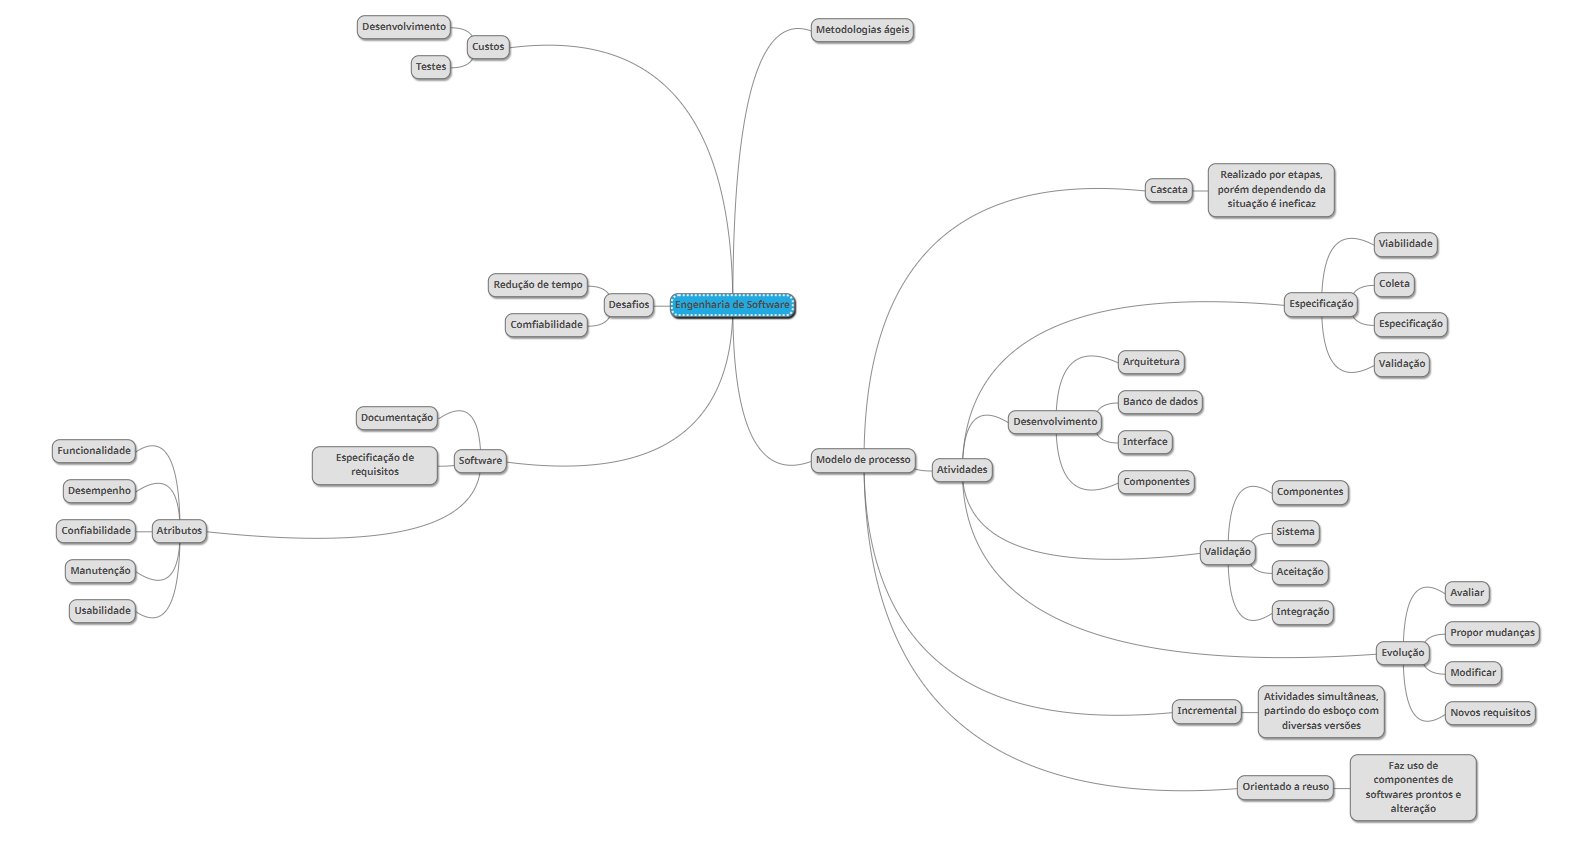 Desenvolvimento
Custos
Testes
Metodologias ágeis
Redução de tempo
Desafios
Comfiabilidade
Engenharia de Software
Documentação
Especificação de
requisitos
Software
Funcionalidade
Desempenho
Confiabilidade
Atributos
Manutenção
Usabilidade
Modelo de processo
Cascata
Realizado por etapas,
porém dependendo da
situação é ineficaz
Atividades
Especificação
Viabilidade
Coleta
Especificação
Validação
Desenvolvimento
Arquitetura
Banco de dados
Interface
Componentes
Validação
Componentes
Sistema
Aceitação
Integração
Evolução
Avaliar
Propor mudanças
Modificar
Novos requisitos
Incremental
Atividades simultâneas,
partindo do esboço com
diversas versões
Orientado a reuso
Faz uso de
componentes de
softwares prontos e
alteração